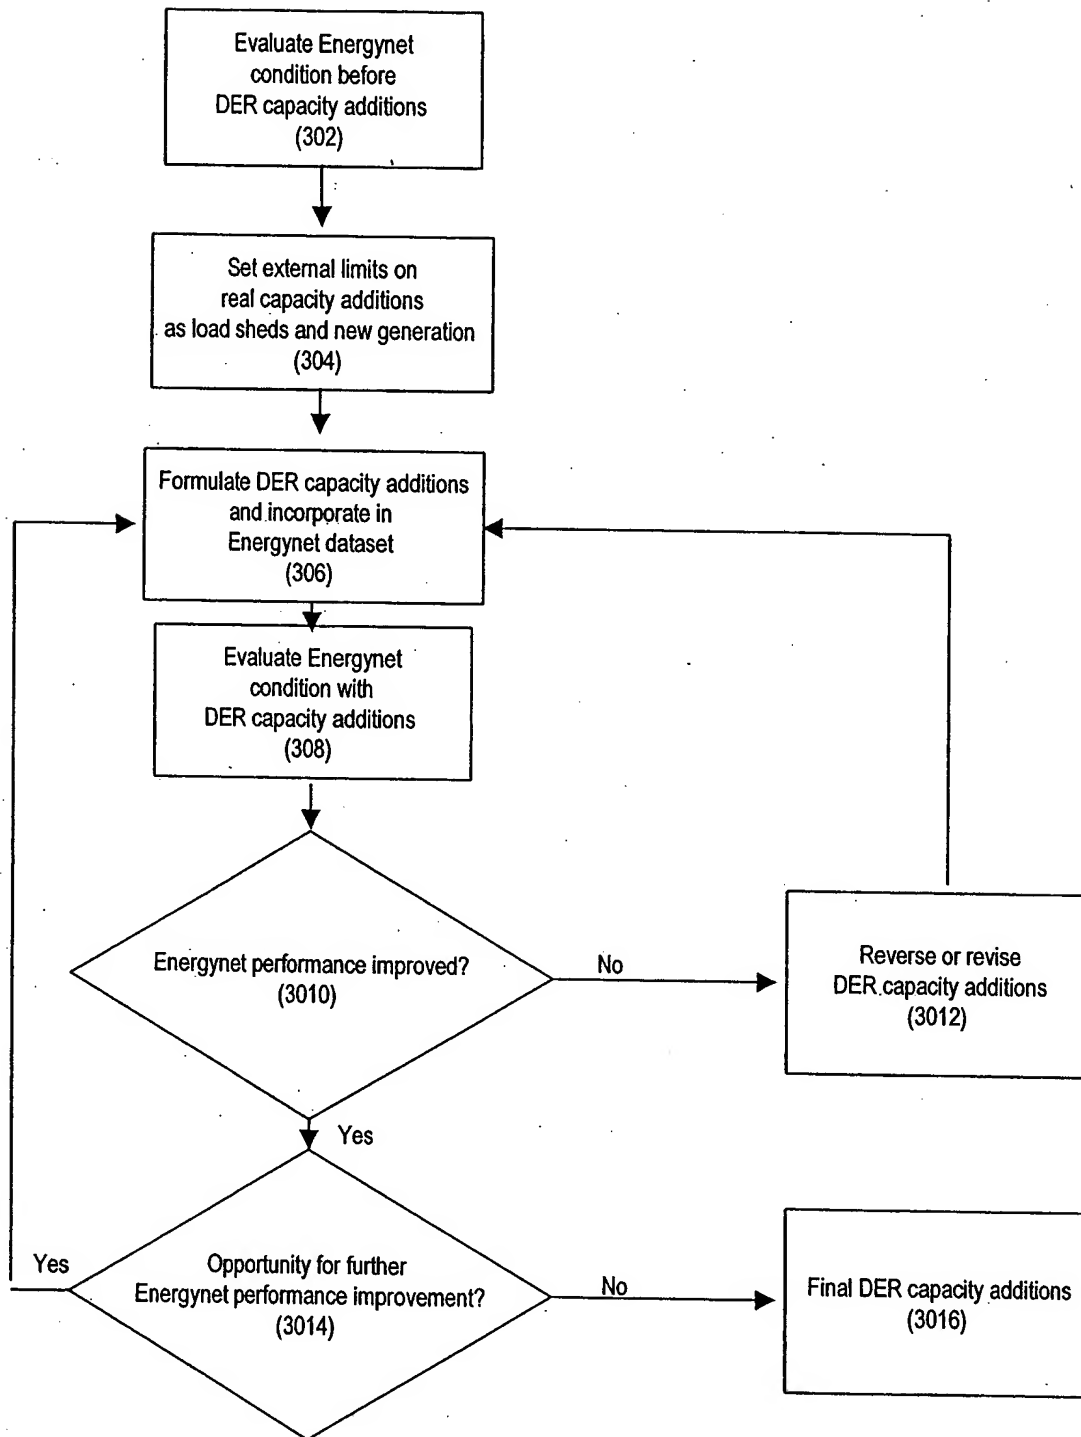 Evaluate Energynet
condition before
DER capacity additions
(302)
Set external limits on
real capacity additions
as load sheds and new generation
(304)
Formulate DER capacity additions
and incorporate in
Energynet dataset
(306)
Evaluate Energynet
condition with
DER capacity additions
(308)
Energynet performance improved?
(3010)
No
Reverse or revise
DER capacity additions
(3012)
Yes
Yes
Opportunity for further
Energynet performance improvement?
(3014)
No
Final DER capacity additions
(3016)